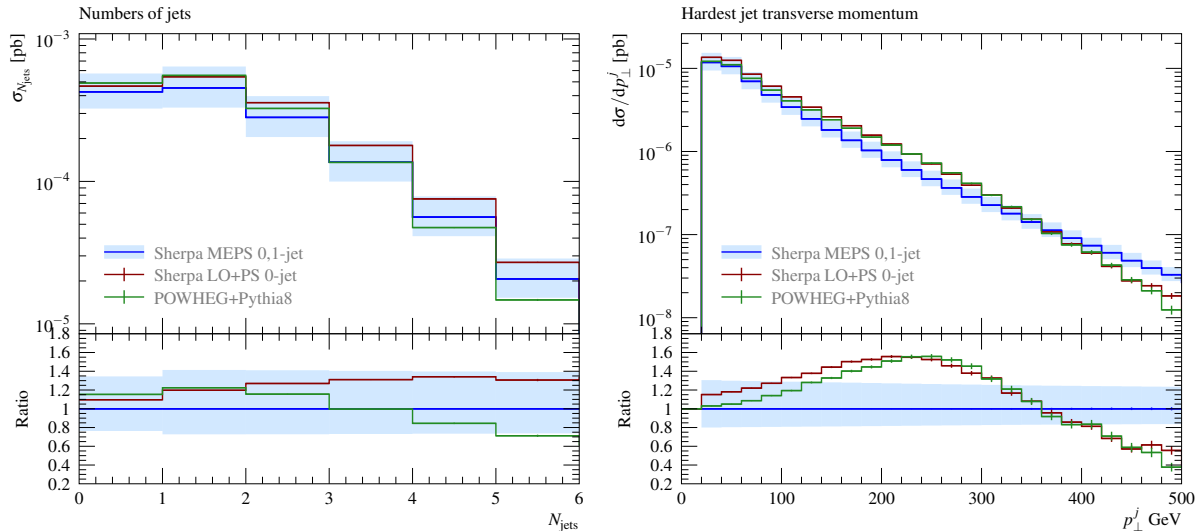 Numbers of jets
σ_{N_jets} [pb]
10^{−3}
10^{−4}
10^{−5}
Sherpa MEPS 0,1-jet
Sherpa LO+PS 0-jet
POWHEG+Pythia8
Ratio
1.8
1.6
1.4
1.2
1
0.8
0.6
0.4
0.2
0 1 2 3 4 5 6
N_jets
Hardest jet transverse momentum
dσ/dp_⊥^j [pb]
10^{−5}
10^{−6}
10^{−7}
10^{−8}
Sherpa MEPS 0,1-jet
Sherpa LO+PS 0-jet
POWHEG+Pythia8
Ratio
1.8
1.6
1.4
1.2
1
0.8
0.6
0.4
0.2
0 100 200 300 400 500
p_⊥^j GeV